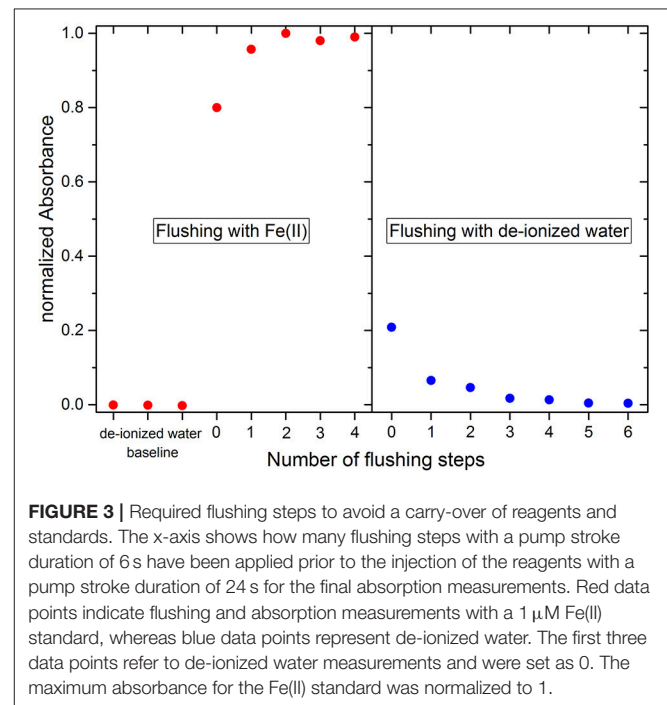 1.0
0.8
0.6
0.4
0.2
0.0
normalized Absorbance
Flushing with Fe(II)
Flushing with de-ionized water
de-ionized water
baseline
0 1 2 3 4
0 1 2 3 4 5 6
Number of flushing steps
FIGURE 3 | Required flushing steps to avoid a carry-over of reagents and
standards. The x-axis shows how many flushing steps with a pump stroke
duration of 6 s have been applied prior to the injection of the reagents with a
pump stroke duration of 24 s for the final absorption measurements. Red data
points indicate flushing and absorption measurements with a 1 μM Fe(II)
standard, whereas blue data points represent de-ionized water. The first three
data points refer to de-ionized water measurements and were set as 0. The
maximum absorbance for the Fe(II) standard was normalized to 1.